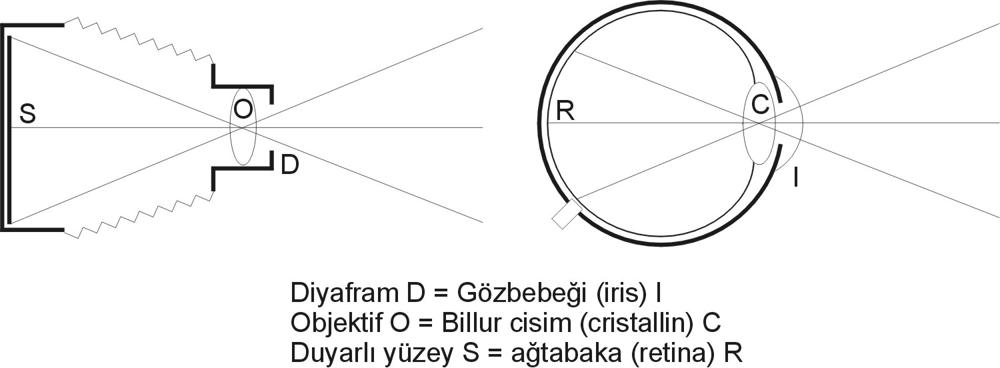 S
O
D
R
C
I
Diyafram D = Gözbebeği (iris) I
Objektif O = Billur cisim (cristallin) C
Duyarlı yüzey S = ağtabaka (retina) R